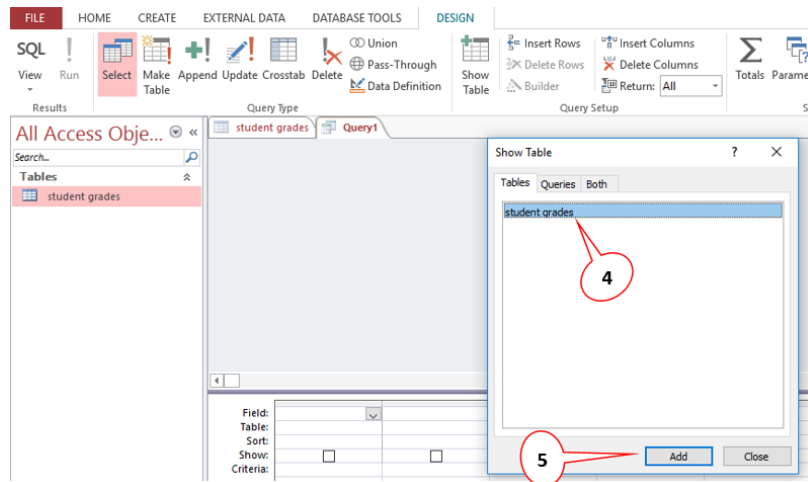 FILE HOME CREATE EXTERNAL DATA DATABASE TOOLS DESIGN
SQL
View
Run
Select
Make Table
Append
Update
Crosstab
Delete
Union
Pass-Through
Data Definition
Show Table
Insert Rows
Delete Rows
Builder
Insert Columns
Delete Columns
Return: All
Totals
Results
Query Type
Query Setup
All Access Obje... «
Search...
Tables
student grades
student grades
Query1
Show Table ? X
Tables Queries Both
student grades
4
5
Add Close
Field:
Table:
Sort:
Show:
Criteria: